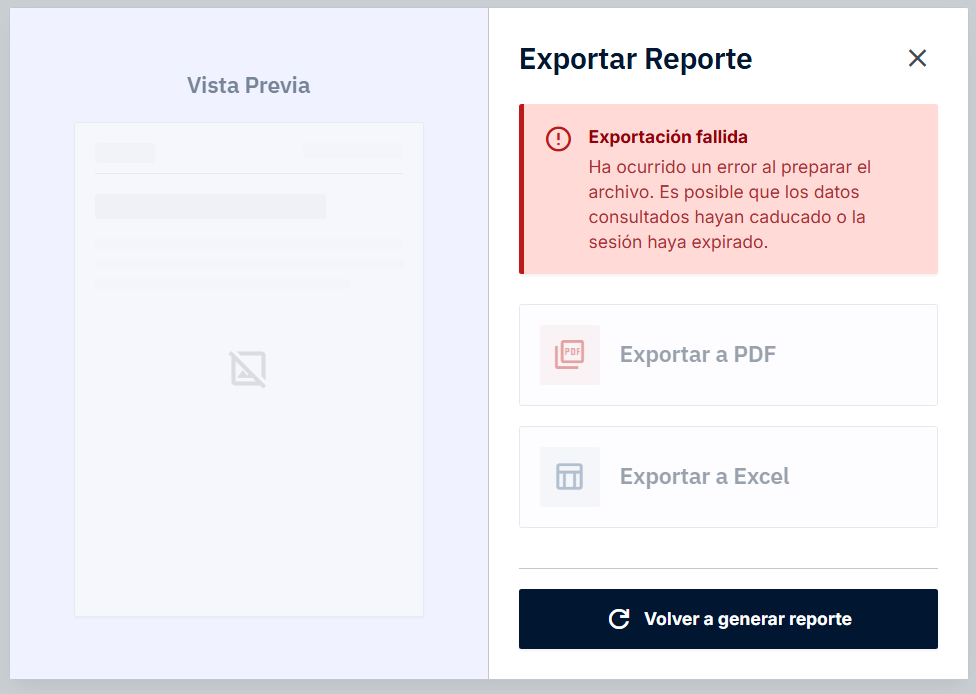 Vista Previa
Exportar Reporte
Exportación fallida
Ha ocurrido un error al preparar el
archivo. Es posible que los datos
consultados hayan caducado o la
sesión haya expirado.
PDF
Exportar a PDF
Exportar a Excel
Volver a generar reporte